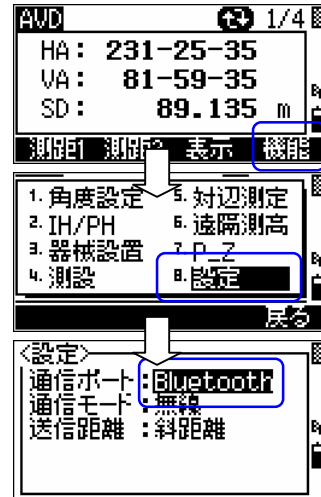 AVD 1/4
HA: 231-25-35
VA: 81-59-35
SD: 89.135 m
測距1 測距2 表示 機能
1. 角度設定 5. 対辺測定
2. IH/PH 6. 遠隔測高
3. 器械設置 7. P_Z
4. 測設 8. 設定
戻る
<設定>
通信ポート:Bluetooth
通信モード:無線
送信距離 :斜距離